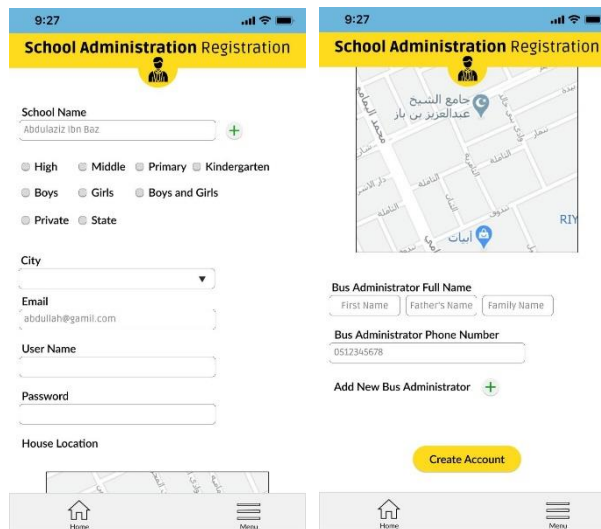 9:27
School Administration Registration
School Name
Abdulaziz Ibn Baz
High Middle Primary Kindergarten
Boys Girls Boys and Girls
Private State
City
Email
abdullah@gamil.com
User Name
Password
House Location
Home Menu
9:27
School Administration Registration
جامع الشيخ
عبدالعزيز بن باز
أبيات
RIY
Bus Administrator Full Name
First Name Father's Name Family Name
Bus Administrator Phone Number
0512345678
Add New Bus Administrator
Create Account
Home Menu